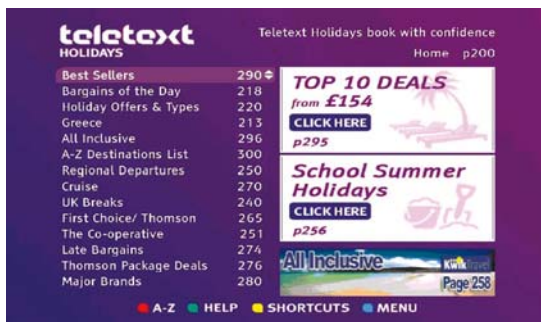 teletext
HOLIDAYS
Teletext Holidays book with confidence
Home p200
Best Sellers 290
Bargains of the Day 218
Holiday Offers & Types 220
Greece 213
All Inclusive 296
A-Z Destinations List 300
Regional Departures 250
Cruise 270
UK Breaks 240
First Choice/ Thomson 265
The Co-operative 251
Late Bargains 274
Thomson Package Deals 276
Major Brands 280
TOP 10 DEALS
from £154
CLICK HERE
p295
School Summer
Holidays
CLICK HERE
p256
All Inclusive
Kwiktravel
Page 258
A-Z HELP SHORTCUTS MENU